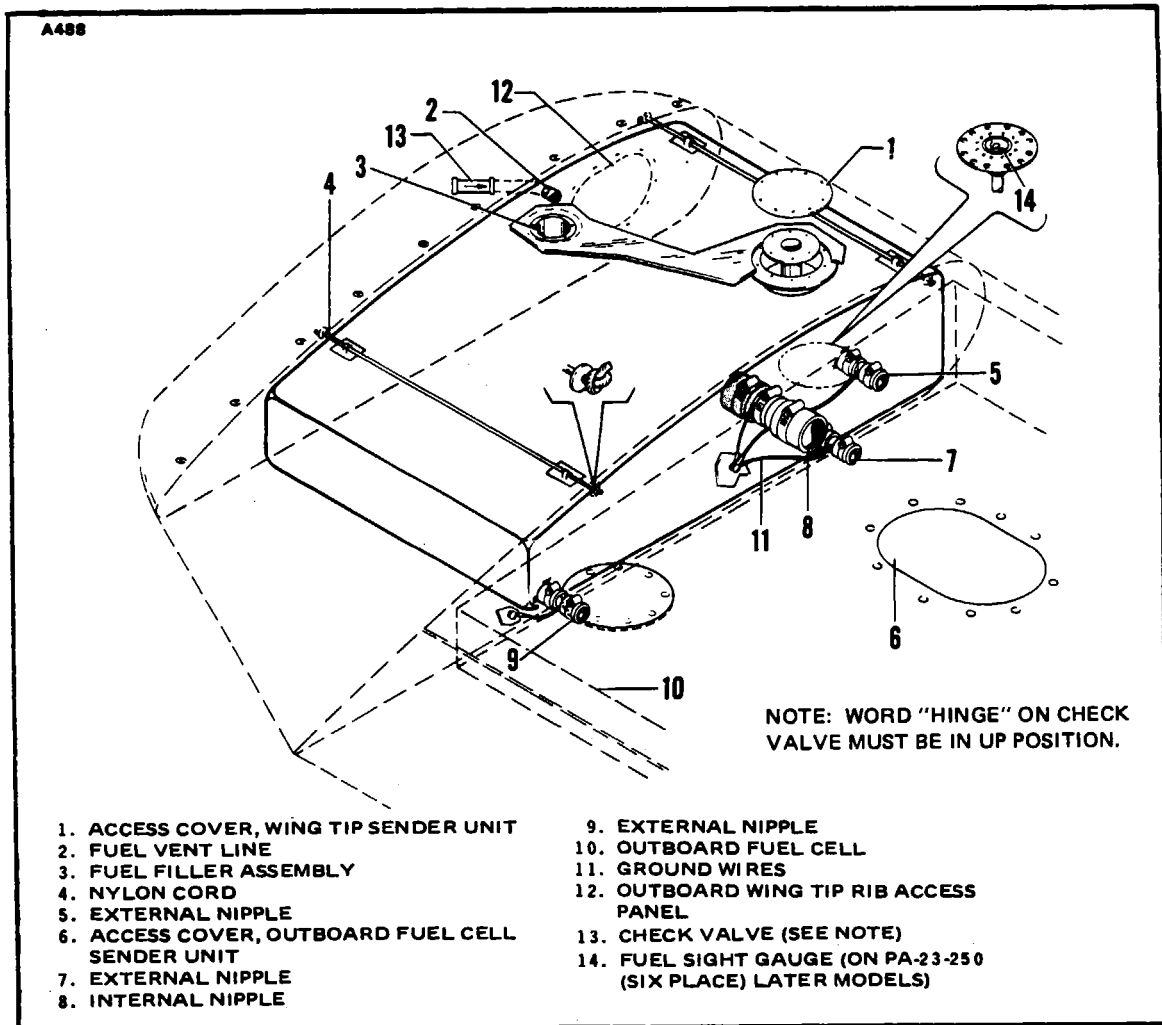 A488
12
2
13
1
3
14
4
5
7
8
11
6
9
10
NOTE: WORD "HINGE" ON CHECK
VALVE MUST BE IN UP POSITION.
1. ACCESS COVER, WING TIP SENDER UNIT
2. FUEL VENT LINE
3. FUEL FILLER ASSEMBLY
4. NYLON CORD
5. EXTERNAL NIPPLE
6. ACCESS COVER, OUTBOARD FUEL CELL
SENDER UNIT
7. EXTERNAL NIPPLE
8. INTERNAL NIPPLE
9. EXTERNAL NIPPLE
10. OUTBOARD FUEL CELL
11. GROUND WIRES
12. OUTBOARD WING TIP RIB ACCESS
PANEL
13. CHECK VALVE (SEE NOTE)
14. FUEL SIGHT GAUGE (ON PA-23-250
(SIX PLACE) LATER MODELS)